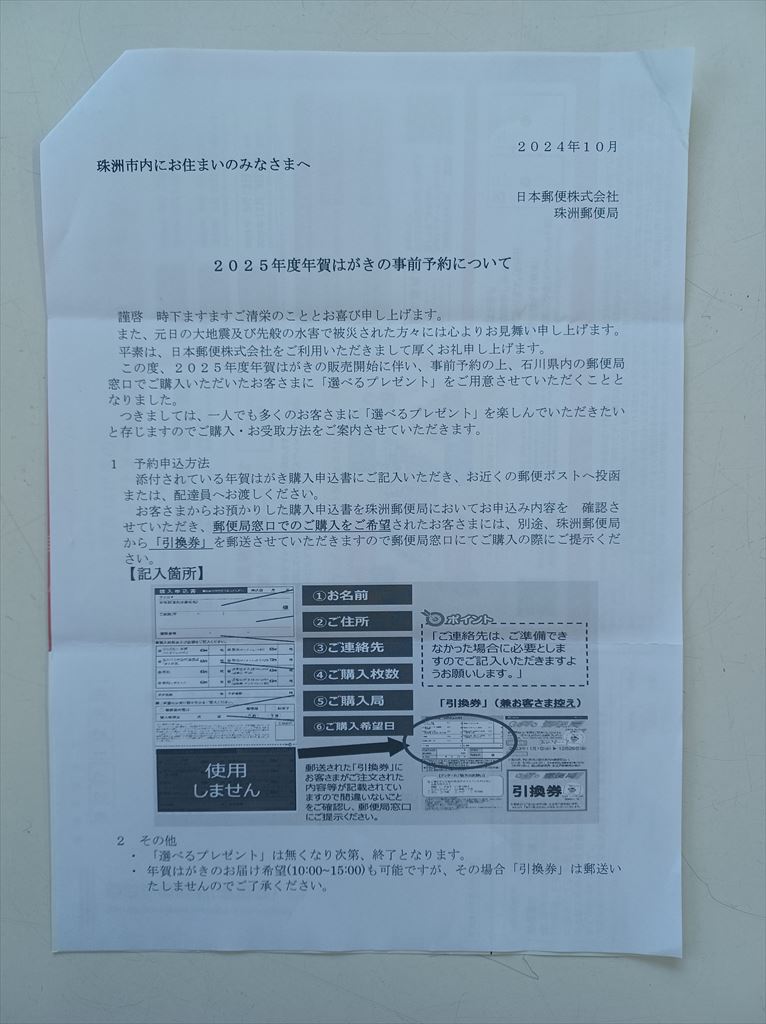 2024年10月
珠洲市内にお住まいのみなさまへ
日本郵便株式会社
珠洲郵便局
2025年度年賀はがきの事前予約について
謹啓　時下ますますご清栄のこととお喜び申し上げます。
また、元日の大地震及び先般の水害で被災された方々には心よりお見舞い申し上げます。
平素は、日本郵便株式会社をご利用いただきまして厚くお礼申し上げます。
この度、2025年度年賀はがきの販売開始に伴い、事前予約の上、石川県内の郵便局
窓口でご購入いただいたお客さまに「選べるプレゼント」をご用意させていただくことと
なりました。
つきましては、一人でも多くのお客さまに「選べるプレゼント」を楽しんでいただきたい
と存じますのでご購入・お受取方法をご案内させていただきます。
1　予約申込方法
添付されている年賀はがき購入申込書にご記入いただき、お近くの郵便ポストへ投函
または、配達員へお渡しください。
お客さまからお預かりした購入申込書を珠洲郵便局においてお申込み内容を　確認さ
せていただき、郵便局窓口でのご購入をご希望されたお客さまには、別途、珠洲郵便局
から「引換券」を郵送させていただきますので郵便局窓口にてご購入の際にご提示くだ
さい。
【記入箇所】
購入申込書
①お名前
②ご住所
③ご連絡先
④ご購入枚数
⑤ご購入局
⑥ご購入希望日
ポイント
「ご連絡先は、ご準備でき
なかった場合に必要としま
すのでご記入いただきますよ
うお願いします。」
「引換券」（兼お客さま控え）
使用
しません
郵送された「引換券」に
お客さまがご注文された
内容等が記載されていま
すので間違いないこと
をご確認し、郵便局窓口
にご提示ください。
引換券
2　その他
・　「選べるプレゼント」は無くなり次第、終了となります。
・　年賀はがきのお届け希望(10:00~15:00)も可能ですが、その場合「引換券」は郵送い
たしませんのでご了承ください。